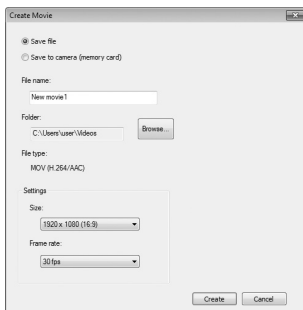 Create Movie
Save file
Save to camera (memory card)
File name:
New movie1
Folder:
C:\Users\user\Videos
Browse...
File type:
MOV (H.264/AAC)
Settings
Size:
1920 x 1080 (16:9)
Frame rate:
30 fps
Create
Cancel